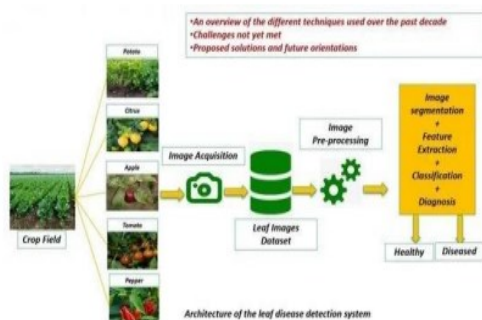 •An overview of the different techniques used over the past decade
•Challenges not yet met
•Proposed solutions and future orientations
Potato
Citrus
Apple
Tomato
Pepper
Crop Field
Image Acquisition
Leaf Images
Dataset
Image
Pre-processing
Image
segmentation
+
Feature
Extraction
+
Classification
+
Diagnosis
Healthy
Diseased
Architecture of the leaf disease detection system